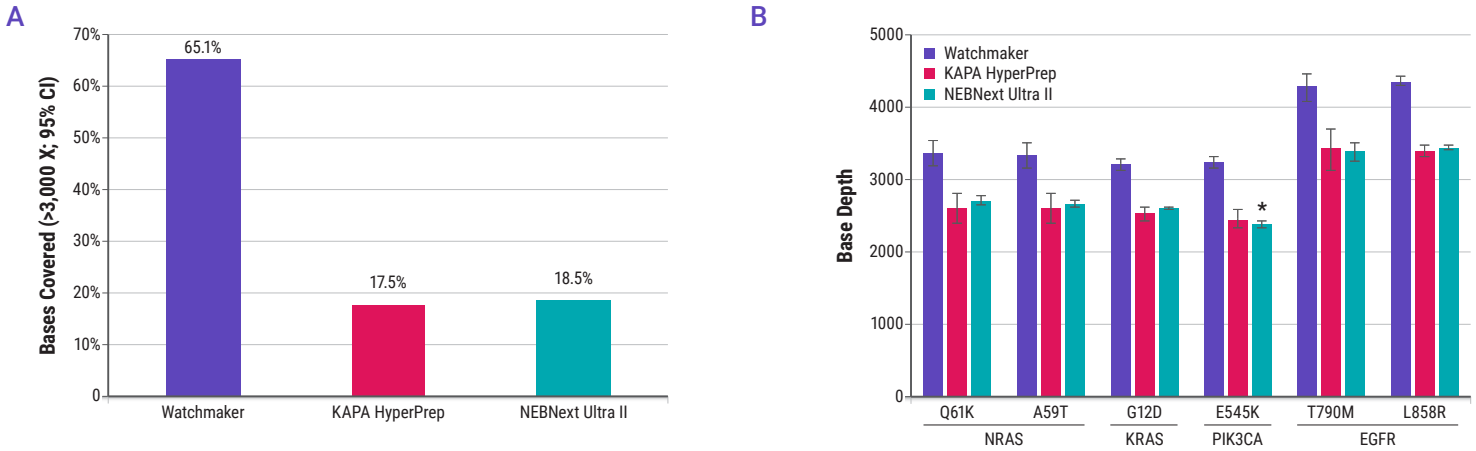 A
Bases Covered (>3,000 X; 95% CI)
70%
60%
50%
40%
30%
20%
10%
0
65.1%
17.5%
18.5%
Watchmaker
KAPA HyperPrep
NEBNext Ultra II
B
Base Depth
5000
4000
3000
2000
1000
0
Watchmaker
KAPA HyperPrep
NEBNext Ultra II
*
Q61K
A59T
G12D
E545K
T790M
L858R
NRAS
KRAS
PIK3CA
EGFR